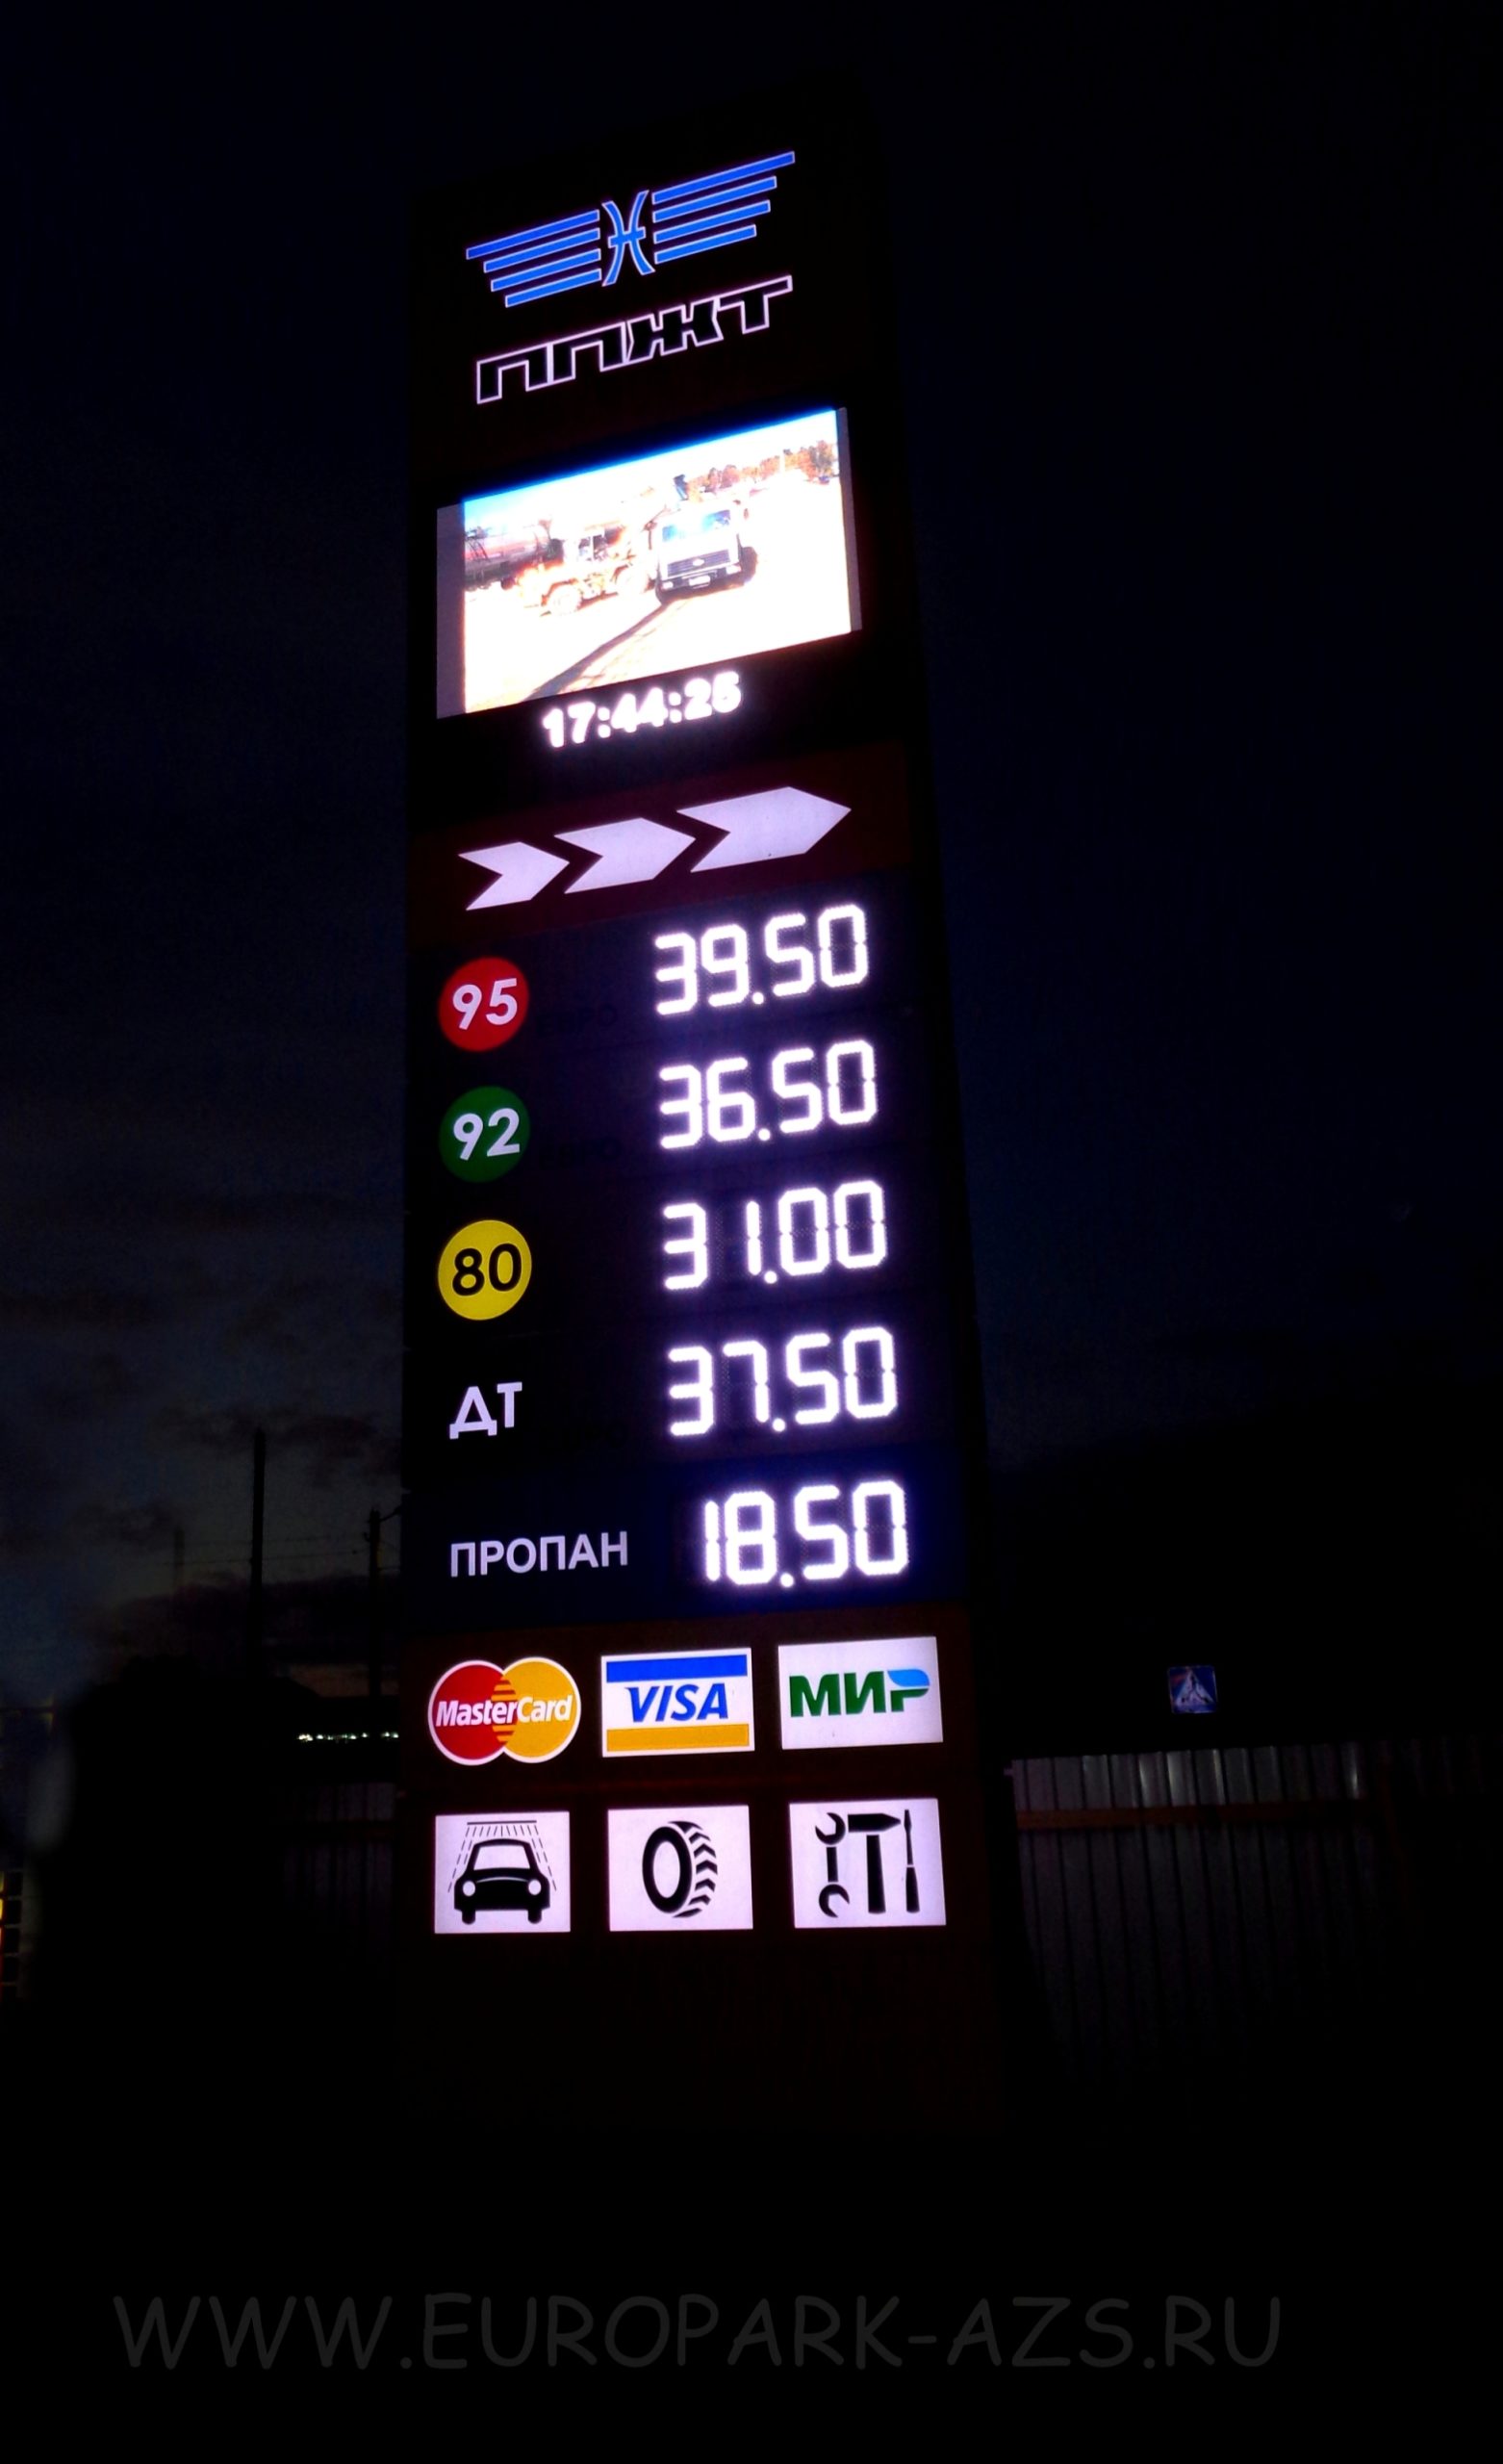 ППЖТ
17:44:25
95 39.50
92 36.50
80 31.00
ДТ 37.50
ПРОПАН 18.50
MasterCard VISA МИР
WWW.EUROPARK-AZS.RU